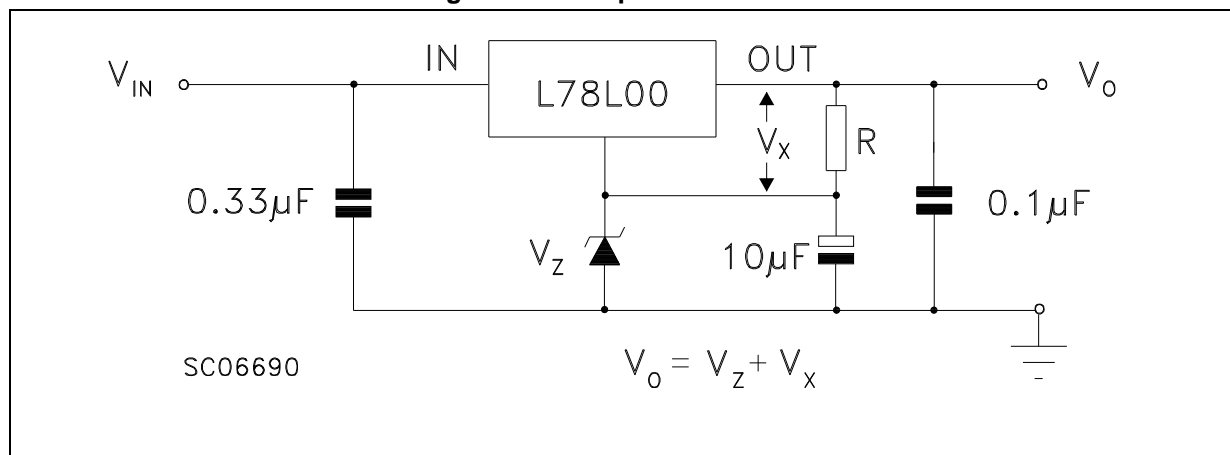 V_IN
IN
L78L00
OUT
V_O
V_X
R
0.33µF
0.1µF
V_Z
10µF
SC06690
V_O = V_Z + V_X